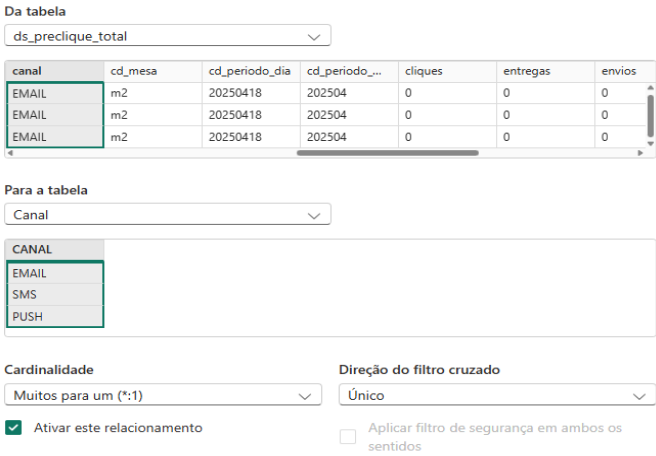 Da tabela
ds_preclique_total
canal cd_mesa cd_periodo_dia cd_periodo_... cliques entregas envios
EMAIL m2 20250418 202504 0 0 0
EMAIL m2 20250418 202504 0 0 0
EMAIL m2 20250418 202504 0 0 0
Para a tabela
Canal
CANAL
EMAIL
SMS
PUSH
Cardinalidade Direção do filtro cruzado
Muitos para um (*:1) Único
Ativar este relacionamento Aplicar filtro de segurança em ambos os
sentidos